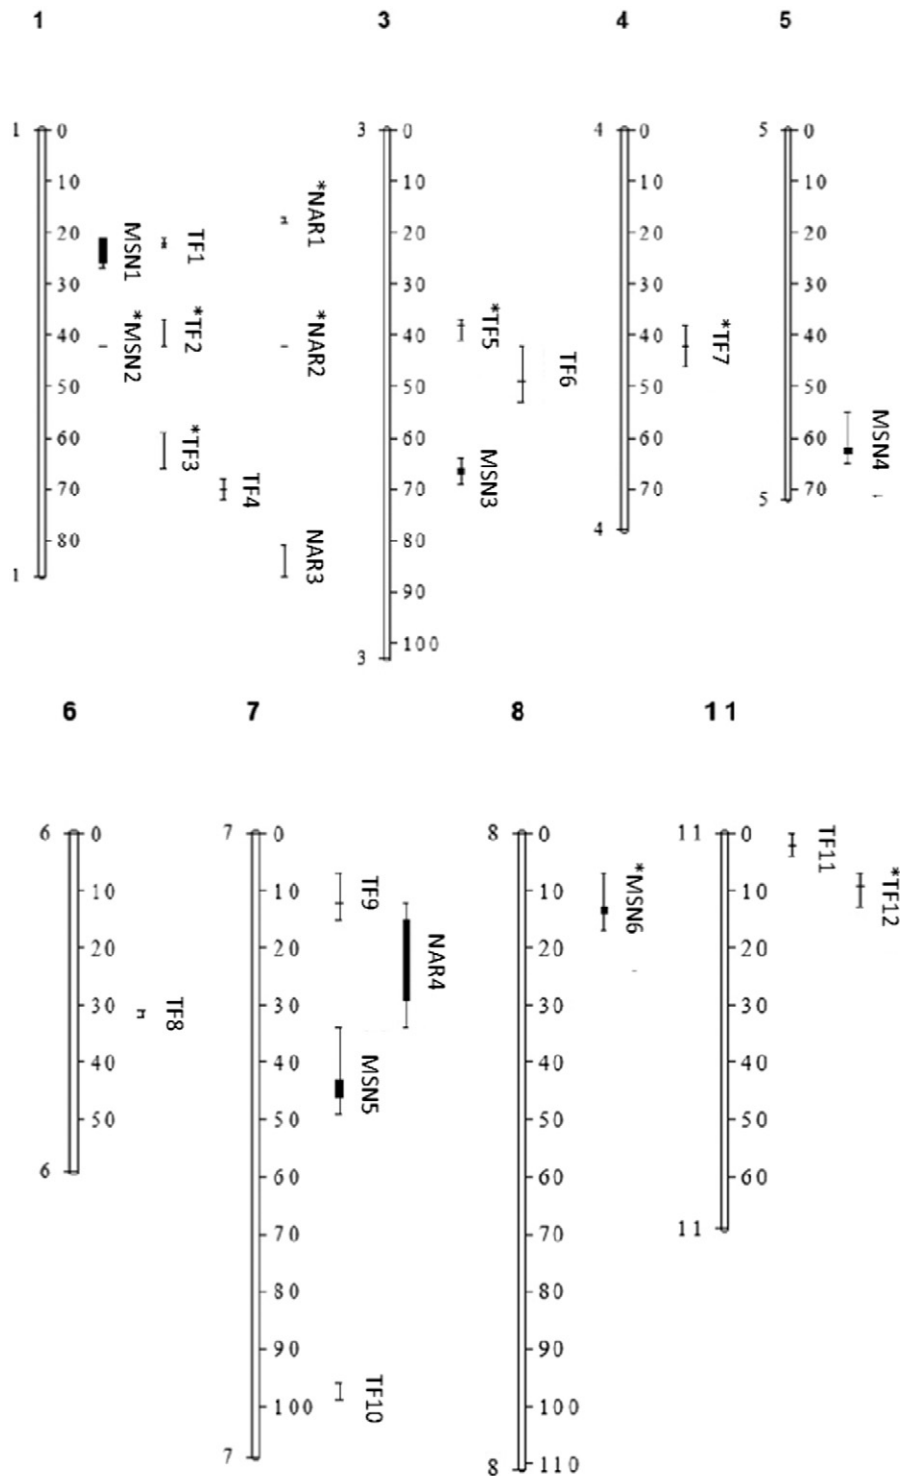 1 3 4 5
1 0 3 0 4 0 5 0
10 10 10 10
*NAR1
20 MSN1 TF1 20 20 20
30 30 30 30
*MSN2 *TF2 *NAR2 *TF5 *TF7
40 40 40 40
TF6
50 50 50 50
60 *TF3 60 60 60 MSN4
MSN3
70 TF4 70 70 5 70
80 NAR3 80 4
1 90
100
3
6 7 8 11
6 0 7 0 8 0 11 0 TF11
10 10 TF9 10 *MSN6 10 *TF12
20 20 NAR4 20 20
30 TF8 30 30 30
40 40 MSN5 40 40
50 50 50 50
6 60 60 60
70 70 11
80 80
90 90
100 TF10 100
7 8 110